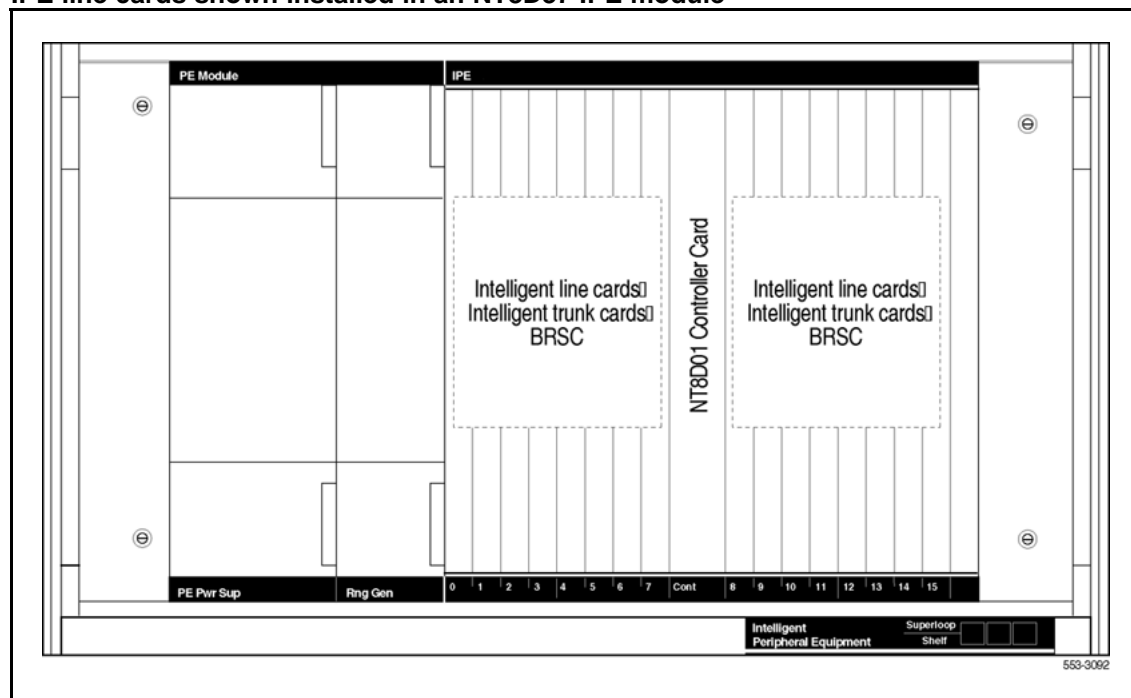 IPE line cards shown installed in an NT8D37 IPE module
PE Module
IPE
Intelligent line cards
Intelligent trunk cards
BRSC
NT8D01 Controller Card
Intelligent line cards
Intelligent trunk cards
BRSC
PE Pwr Sup
Rng Gen
0 1 2 3 4 5 6 7 Cont 8 9 10 11 12 13 14 15
Intelligent
Peripheral Equipment
Superloop
Shelf
553-3092